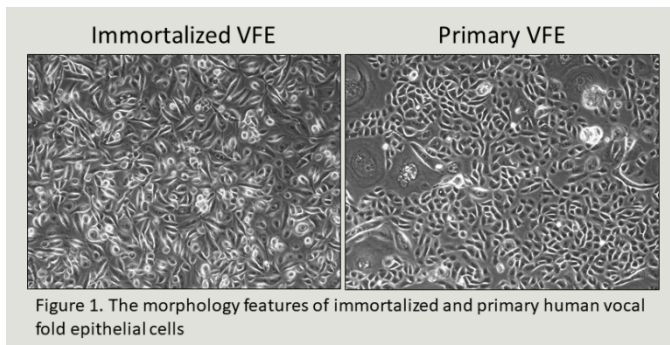 Immortalized VFE
Primary VFE
Figure 1. The morphology features of immortalized and primary human vocal
fold epithelial cells